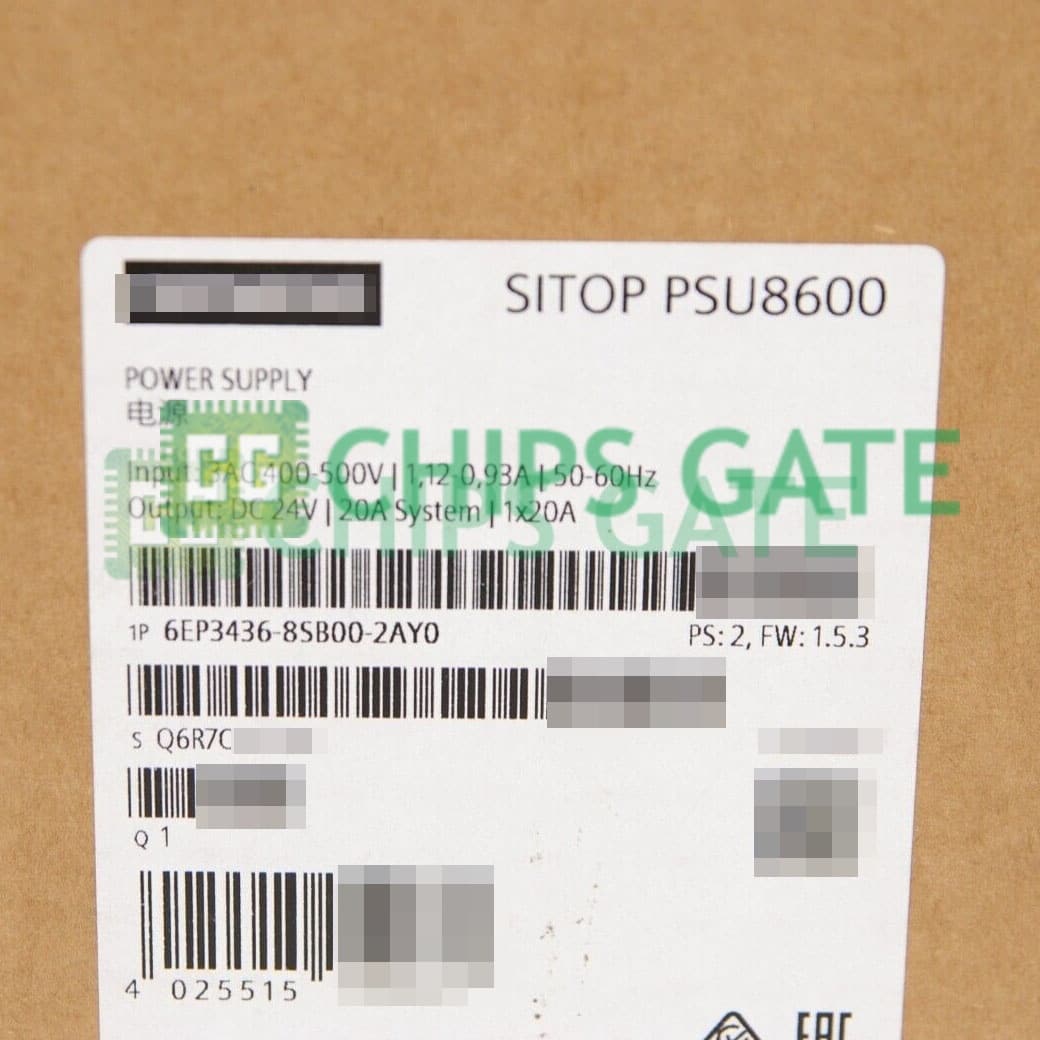 SITOP PSU8600
POWER SUPPLY
电源
CHIPS GATE
Input: 3AC 400-500V | 1,12-0,93A | 50-60Hz
Output: DC 24V | 20A System | 1x20A
CHIPS GATE
1P 6EP3436-8SB00-2AY0
PS: 2, FW: 1.5.3
S Q6R7C
Q 1
4 025515
EAC